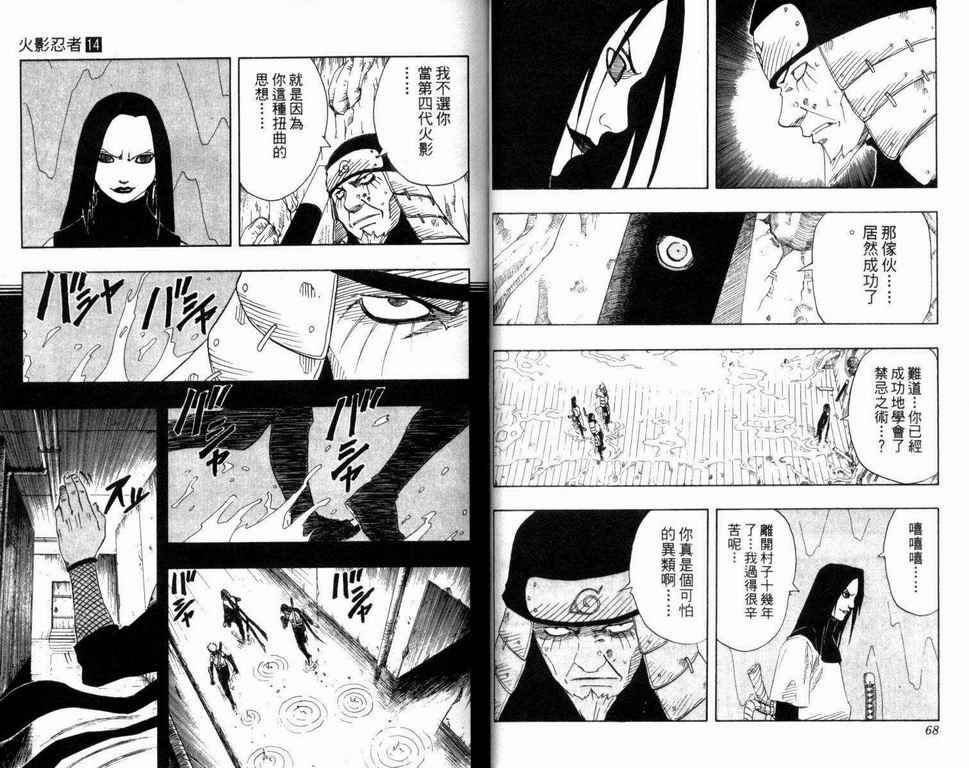 那傢伙……
居然成功了
。
難道…你已經
成功地學會了
禁忌之術…?
嘻嘻嘻……
離開村子十幾年
了…我過得很辛
苦呢…
你真是個可怕
的異類啊……
68
火影忍者 14
我不選你
當第四代火影
……
就是因為
你這種扭曲的
思想……
バシャ
バシャ
バシャ
バシャ
スッ
バシャ
バシャ